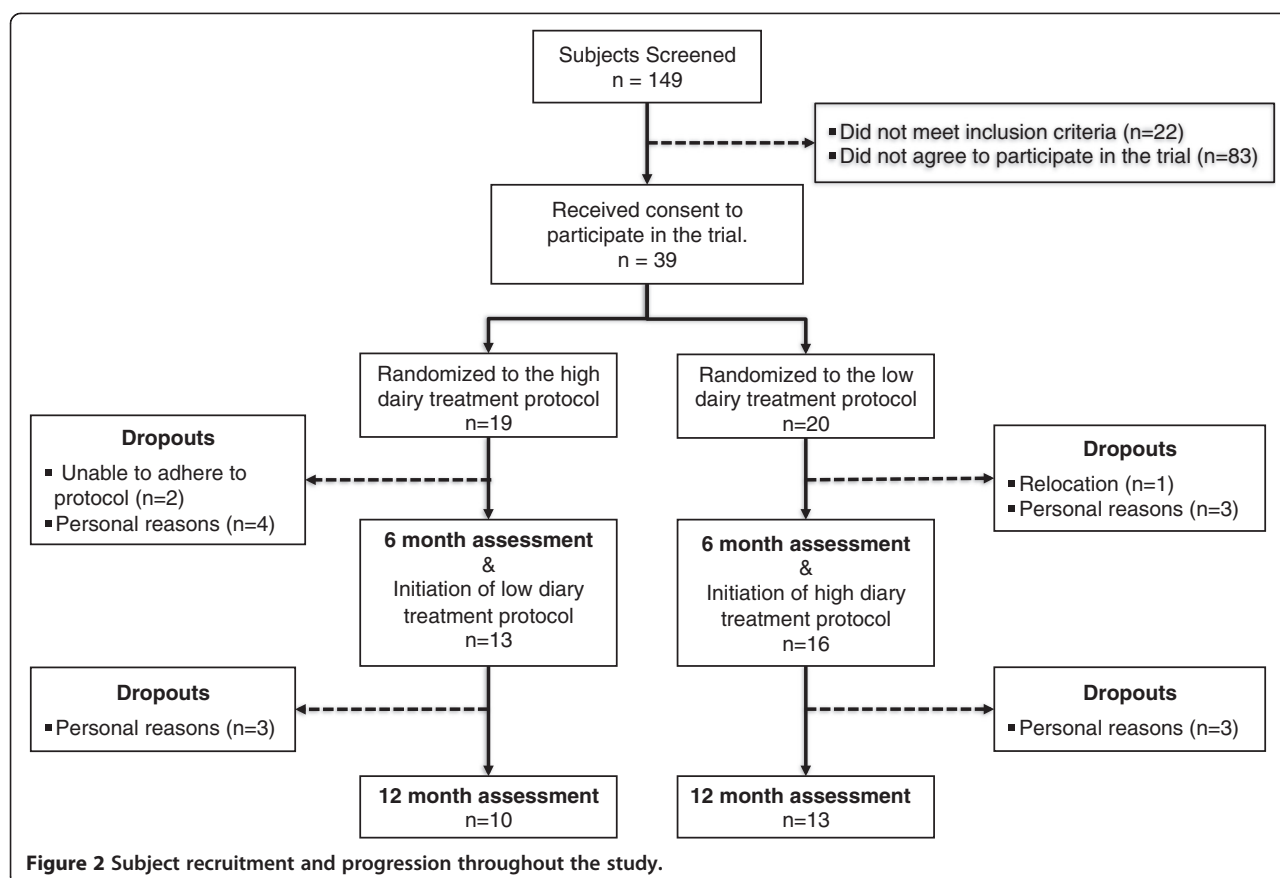 Subjects Screened
n = 149
▪ Did not meet inclusion criteria (n=22)
▪ Did not agree to participate in the trial (n=83)
Received consent to
participate in the trial.
n = 39
Randomized to the high
dairy treatment protocol
n=19
Randomized to the low
dairy treatment protocol
n=20
Dropouts
▪ Unable to adhere to
protocol (n=2)
▪ Personal reasons (n=4)
Dropouts
▪ Relocation (n=1)
▪ Personal reasons (n=3)
6 month assessment
&
Initiation of low diary
treatment protocol
n=13
6 month assessment
&
Initiation of high diary
treatment protocol
n=16
Dropouts
▪ Personal reasons (n=3)
Dropouts
▪ Personal reasons (n=3)
12 month assessment
n=10
12 month assessment
n=13
Figure 2 Subject recruitment and progression throughout the study.